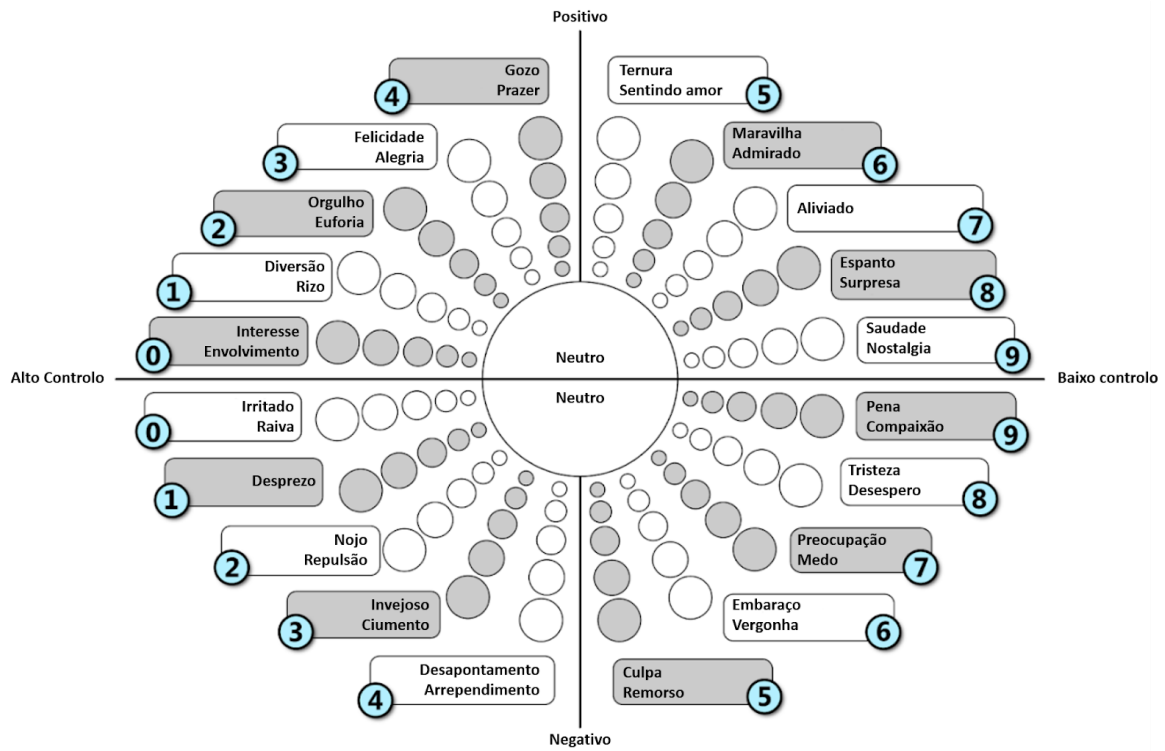 Positivo
Gozo
Prazer
4
Ternura
Sentindo amor
5
Felicidade
Alegria
3
Maravilha
Admirado
6
Orgulho
Euforia
2
Aliviado
7
Diversão
Rizo
1
Espanto
Surpresa
8
Interesse
Envolvimento
0
Saudade
Nostalgia
9
Neutro
Alto Controlo
Baixo controlo
Neutro
Irritado
Raiva
0
Pena
Compaixão
9
Desprezo
1
Tristeza
Desespero
8
Nojo
Repulsão
2
Preocupação
Medo
7
Invejoso
Ciumento
3
Embaraço
Vergonha
6
Desapontamento
Arrependimento
4
Culpa
Remorso
5
Negativo